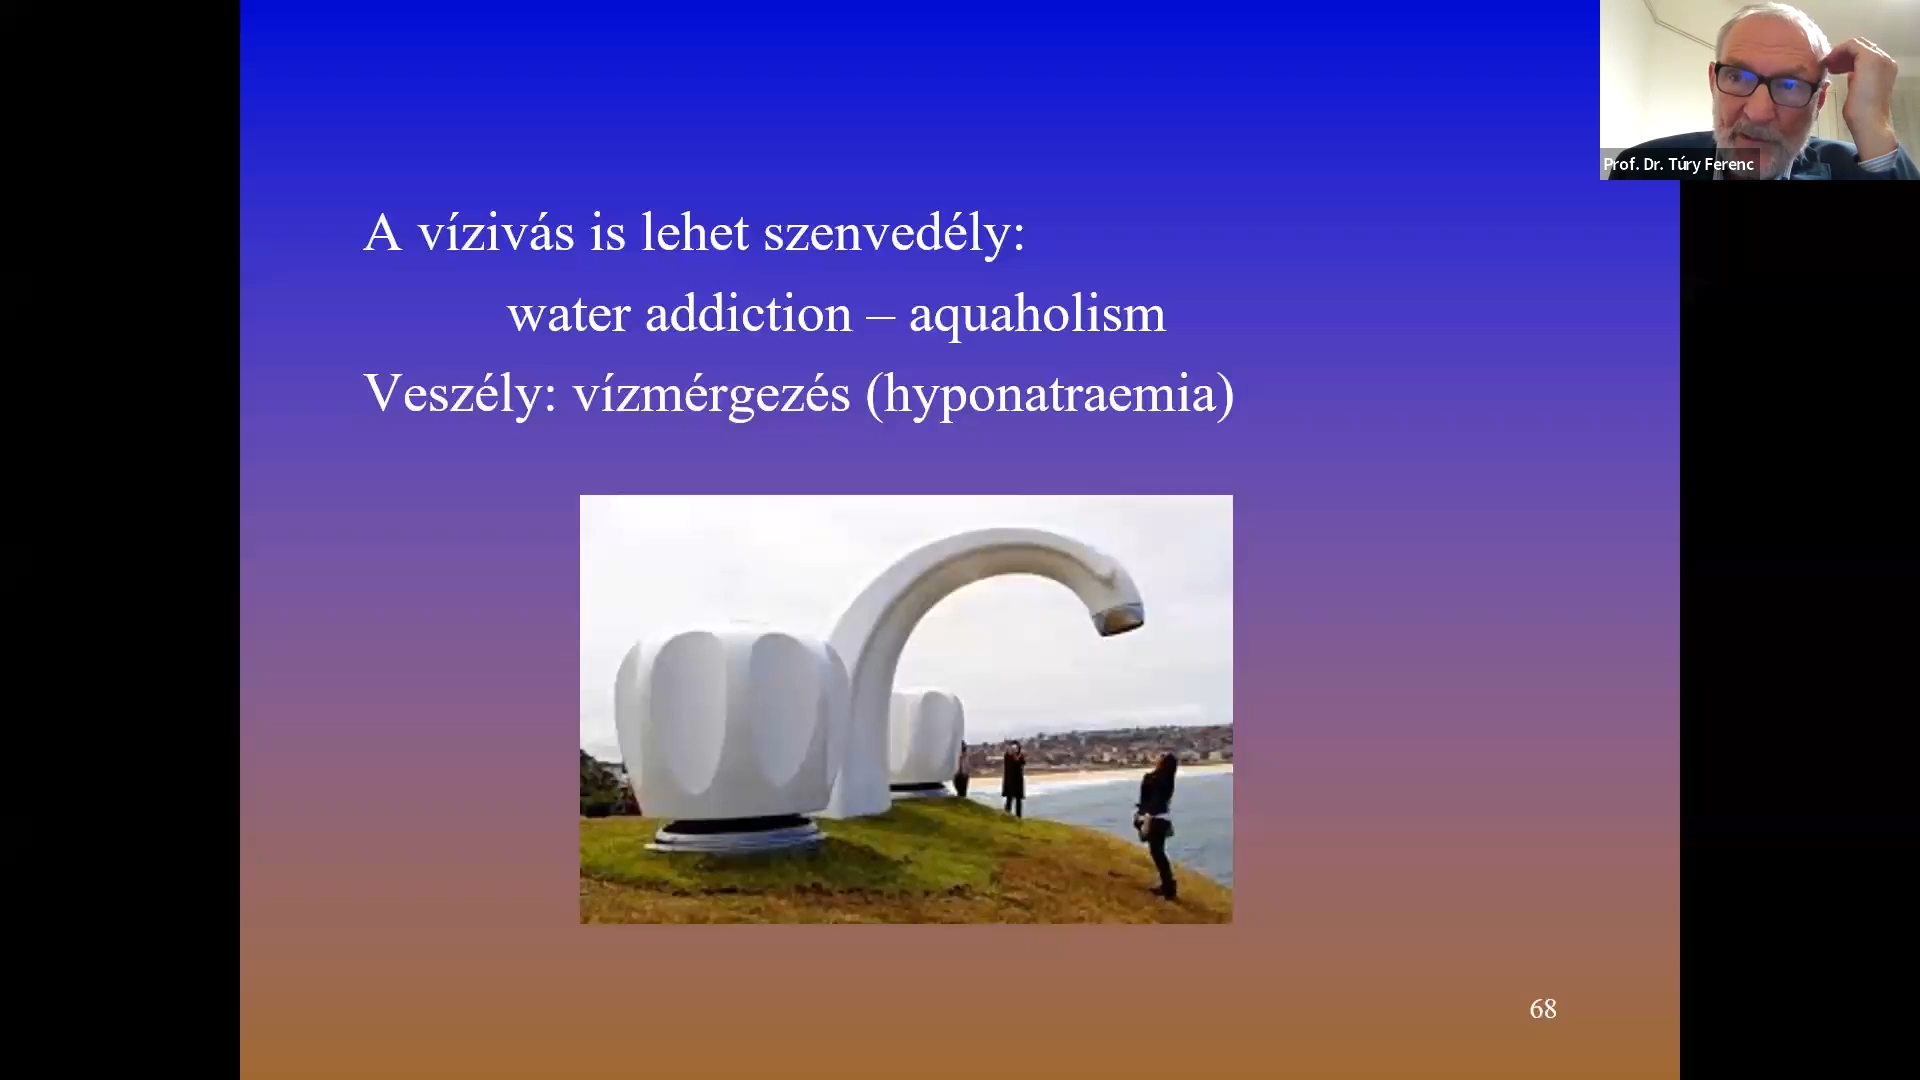 A vízivás is lehet szenvedély:
water addiction – aquaholism
Veszély: vízmérgezés (hyponatraemia)
68
Prof. Dr. Túry Ferenc